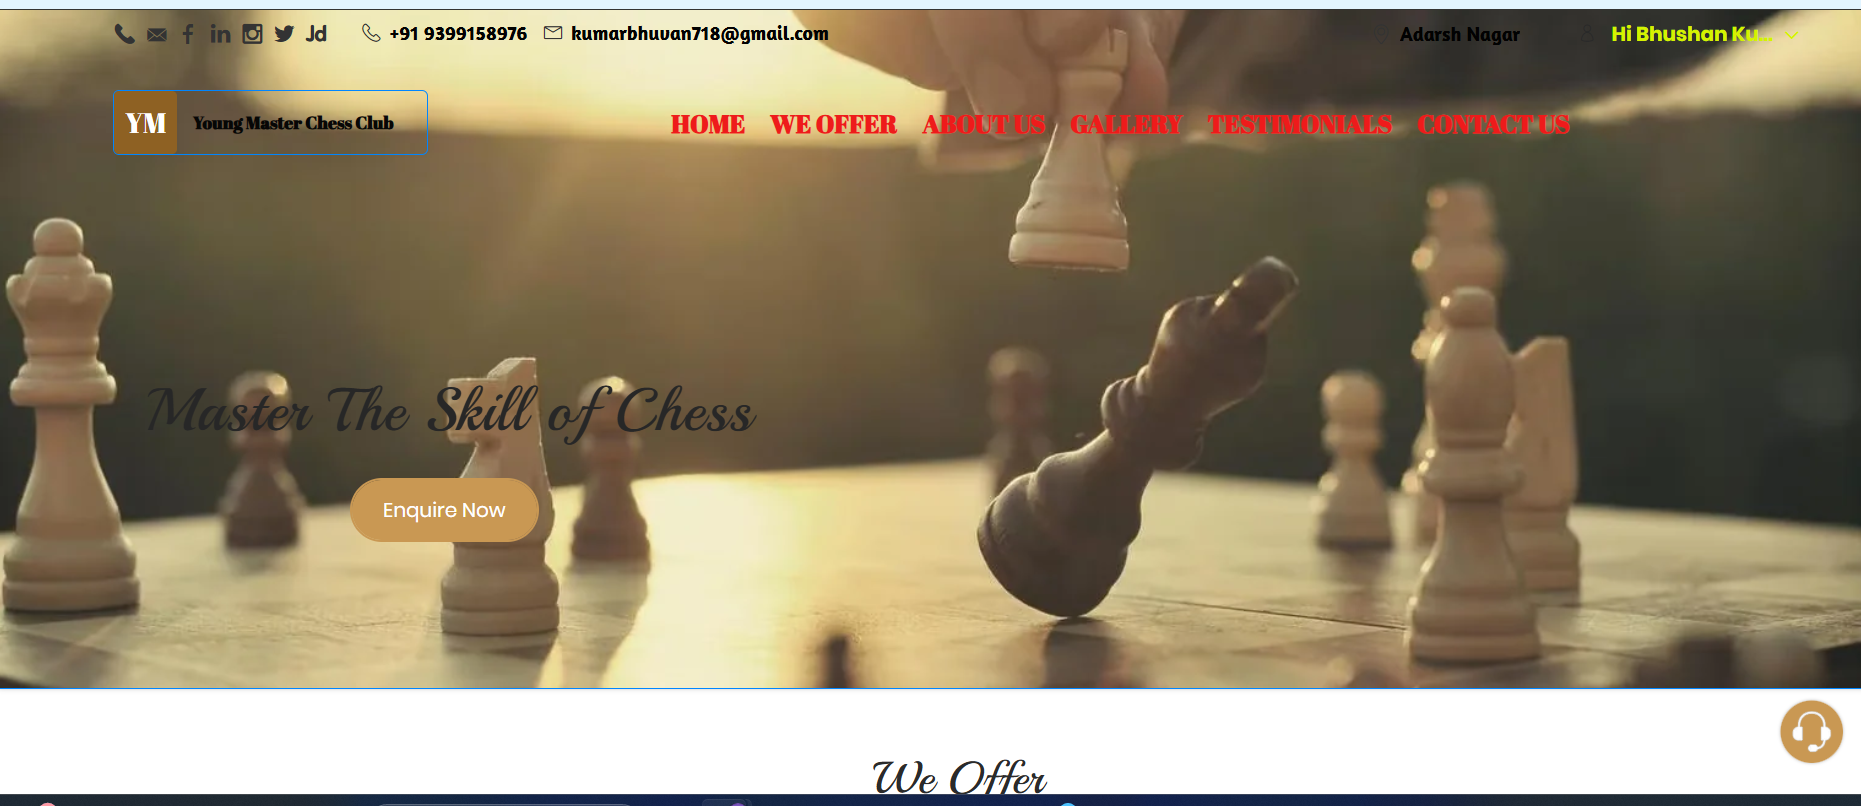 Jd +91 9399158976 kumarbhuvan718@gmail.com Adarsh Nagar Hi Bhushan Ku...
YM Young Master Chess Club HOME WE OFFER ABOUT US GALLERY TESTIMONIALS CONTACT US
Master The Skill of Chess
Enquire Now
We Offer